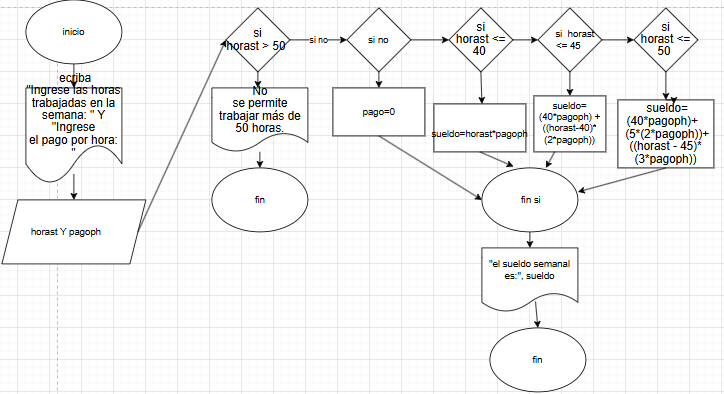 inicio
ecriba
"Ingrese las horas
trabajadas en la
semana: " Y
"Ingrese
el pago por hora:
"
horast Y pagoph
si
horast > 50
No
se permite
trabajar más de
50 horas.
fin
si no
si no
pago=0
si
horast <=
40
sueldo=horast*pagoph
si horast
<= 45
sueldo=
(40*pagoph) +
((horast-40)*
(2*pagoph))
si
horast <=
50
sueldo=
(40*pagoph)+
(5*(2*pagoph))+
((horast - 45)*
(3*pagoph))
fin si
"el sueldo semanal
es:", sueldo
fin